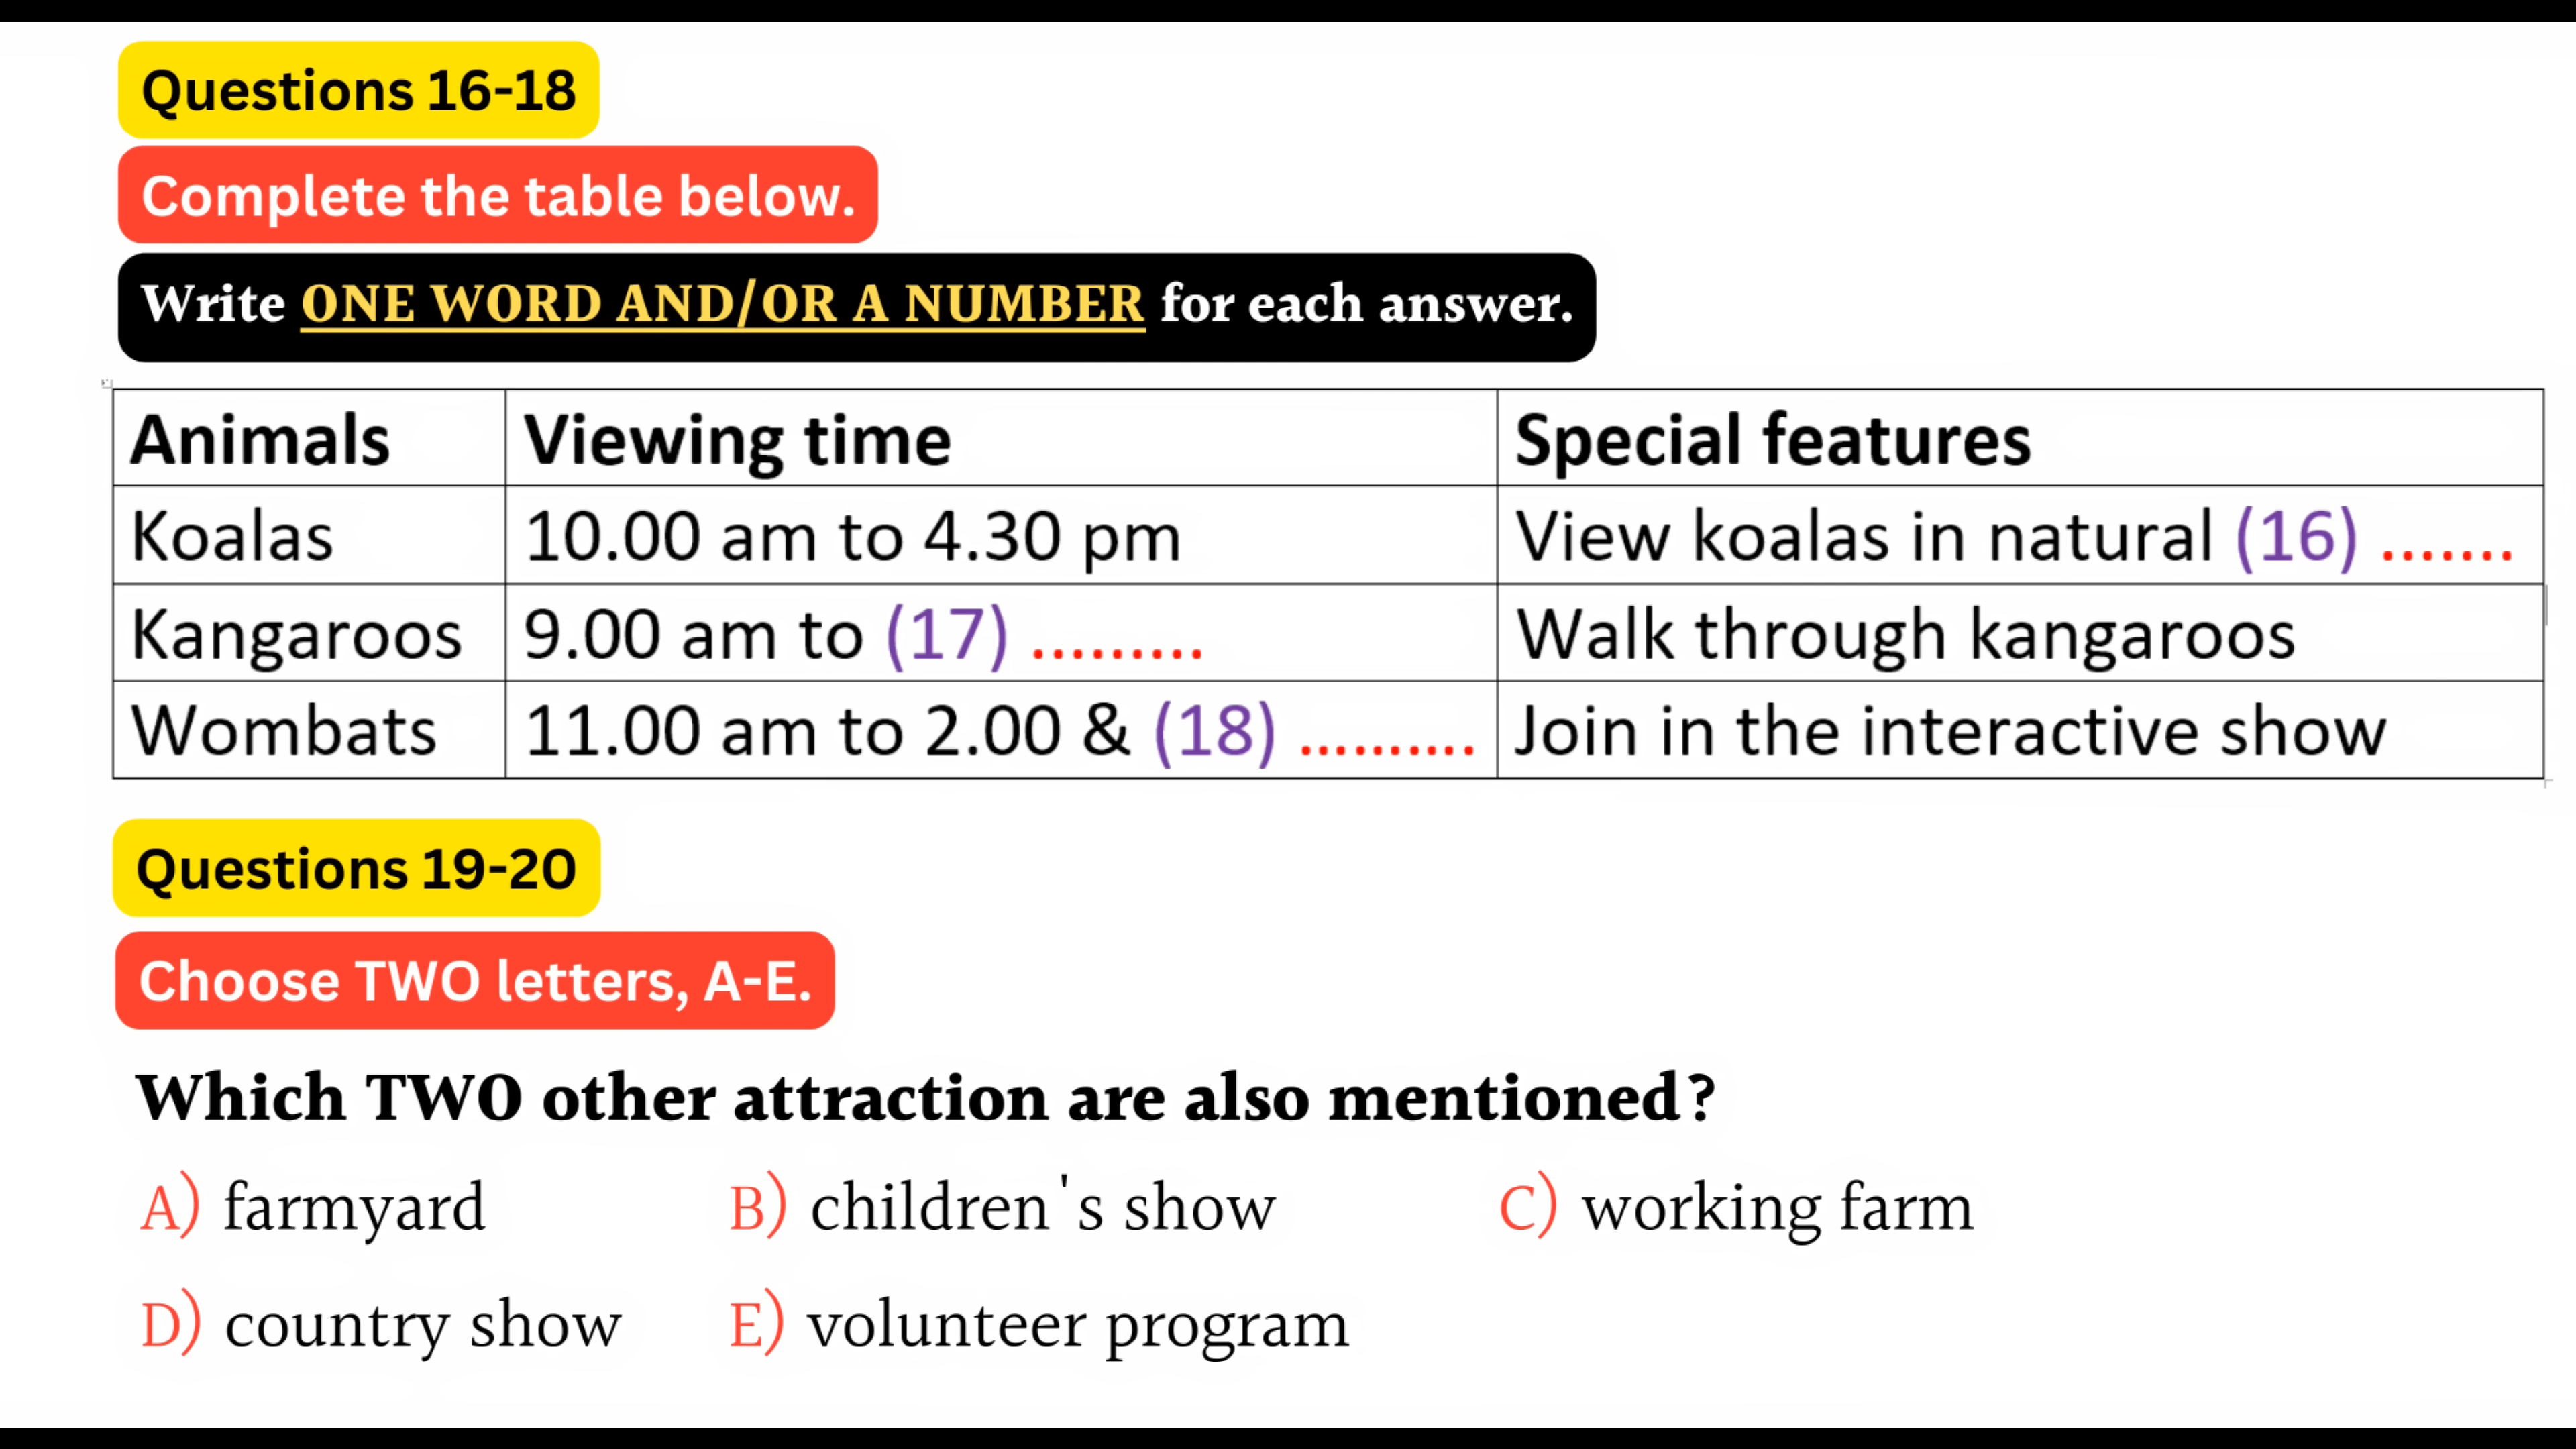 Questions 16-18
Complete the table below.
Write ONE WORD AND/OR A NUMBER for each answer.
Animals Viewing time Special features
Koalas 10.00 am to 4.30 pm View koalas in natural (16) .......
Kangaroos 9.00 am to (17) ......... Walk through kangaroos
Wombats 11.00 am to 2.00 & (18) .......... Join in the interactive show
Questions 19-20
Choose TWO letters, A-E.
Which TWO other attraction are also mentioned?
A) farmyard B) children's show C) working farm
D) country show E) volunteer program